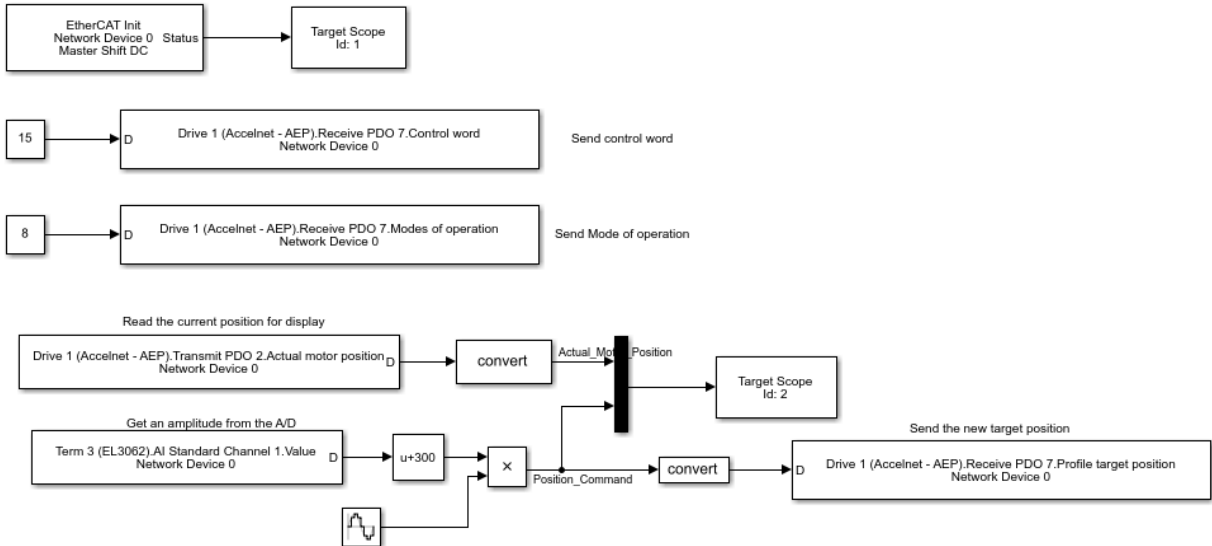 EtherCAT Init
Network Device 0
Master Shift DC
Status
Target Scope
Id: 1
15
D
Drive 1 (Accelnet - AEP).Receive PDO 7.Control word
Network Device 0
Send control word
8
D
Drive 1 (Accelnet - AEP).Receive PDO 7.Modes of operation
Network Device 0
Send Mode of operation
Read the current position for display
Drive 1 (Accelnet - AEP).Transmit PDO 2.Actual motor position
Network Device 0
D
convert
Actual_Motor_Position
Target Scope
Id: 2
Get an amplitude from the A/D
Term 3 (EL3062).AI Standard Channel 1.Value
Network Device 0
D
u+300
×
Position_Command
convert
Send the new target position
D
Drive 1 (Accelnet - AEP).Receive PDO 7.Profile target position
Network Device 0